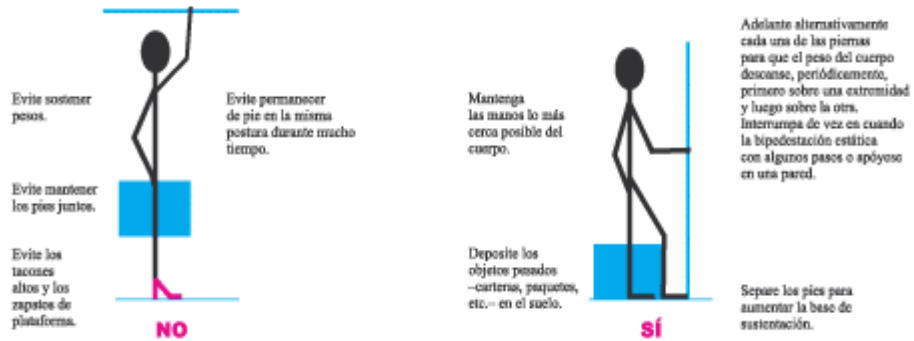 Evite sostener
pesos.
Evite mantener
los pies juntos.
Evite los
tacones
altos y los
zapatos de
plataforma.
Evite permanecer
de pie en la misma
postura durante mucho
tiempo.
NO
Mantenga
las manos lo más
cerca posible del
cuerpo.
Deposite los
objetos pesados
–carteras, paquetes,
etc.– en el suelo.
SÍ
Adelante alternativamente
cada una de las piernas
para que el peso del cuerpo
descanse, periódicamente,
primero sobre una extremidad
y luego sobre la otra.
Interrumpa de vez en cuando
la bipedestación estática
con algunos pasos o apóyese
en una pared.
Separe los pies para
aumentar la base de
sustentación.